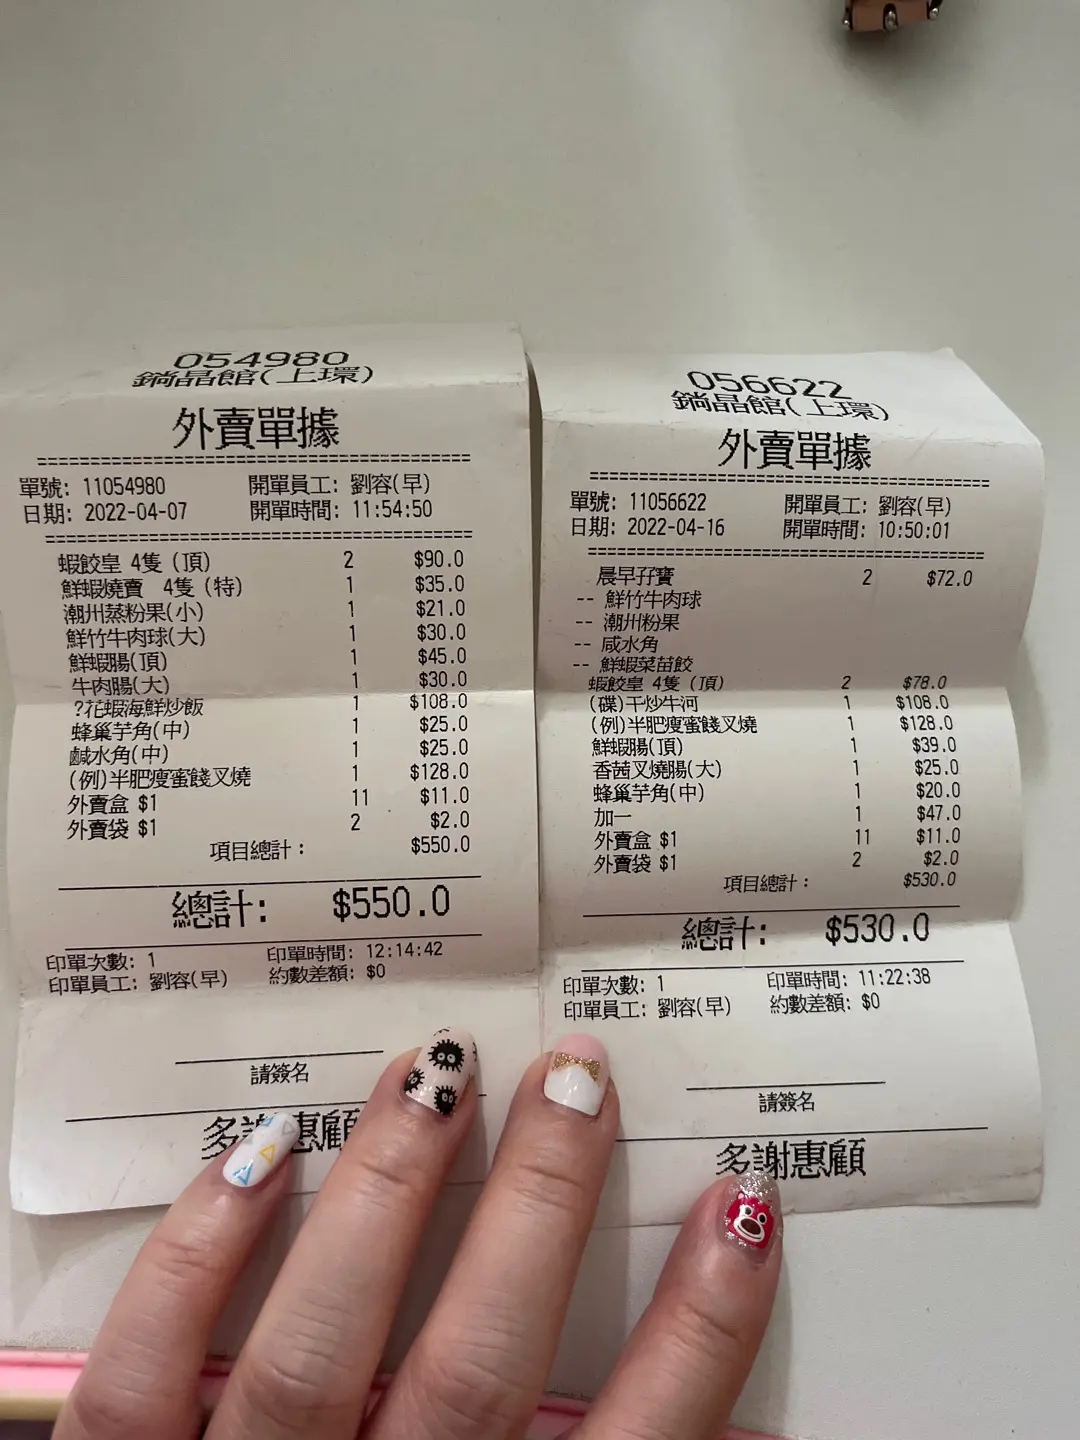 054980
鎬晶館(上環)
外賣單據
單號: 11054980 開單員工: 劉容(早)
日期: 2022-04-07 開單時間: 11:54:50
蝦餃皇 4隻 (頂) 2 $90.0
鮮蝦燒賣 4隻 (特) 1 $35.0
潮州蒸粉果(小) 1 $21.0
鮮竹牛肉球(大) 1 $30.0
鮮蝦腸(頂) 1 $45.0
牛肉腸(大) 1 $30.0
?花蝦海鮮炒飯 1 $108.0
蜂巢芋角(中) 1 $25.0
鹹水角(中) 1 $25.0
(例)半肥瘦蜜餞叉燒 1 $128.0
外賣盒 $1 11 $11.0
外賣袋 $1 2 $2.0
項目總計: $550.0
總計: $550.0
印單次數: 1 印單時間: 12:14:42
印單員工: 劉容(早) 約數差額: $0
請簽名
多謝惠顧
056622
鎬晶館(上環)
外賣單據
單號: 11056622 開單員工: 劉容(早)
日期: 2022-04-16 開單時間: 10:50:01
晨早孖寶 2 $72.0
-- 鮮竹牛肉球
-- 潮州粉果
-- 咸水角
-- 鮮蝦菜苗餃
蝦餃皇 4隻 (頂) 2 $78.0
(碟)干炒牛河 1 $108.0
(例)半肥瘦蜜餞叉燒 1 $128.0
鮮蝦腸(頂) 1 $39.0
香茜叉燒腸(大) 1 $25.0
蜂巢芋角(中) 1 $20.0
加一 1 $47.0
外賣盒 $1 11 $11.0
外賣袋 $1 2 $2.0
項目總計: $530.0
總計: $530.0
印單次數: 1 印單時間: 11:22:38
印單員工: 劉容(早) 約數差額: $0
請簽名
多謝惠顧